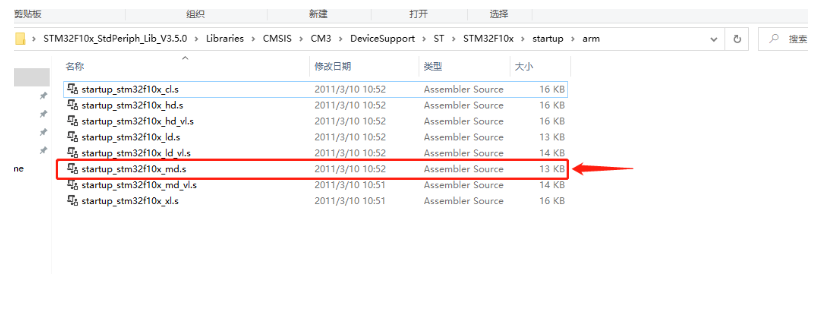 剪贴板 组织 新建 打开 选择
STM32F10x_StdPeriph_Lib_V3.5.0 > Libraries > CMSIS > CM3 > DeviceSupport > ST > STM32F10x > startup > arm 搜索
名称 修改日期 类型 大小
startup_stm32f10x_cl.s 2011/3/10 10:52 Assembler Source 16 KB
startup_stm32f10x_hd.s 2011/3/10 10:52 Assembler Source 16 KB
startup_stm32f10x_hd_vl.s 2011/3/10 10:52 Assembler Source 16 KB
startup_stm32f10x_ld.s 2011/3/10 10:52 Assembler Source 13 KB
startup_stm32f10x_ld_vl.s 2011/3/10 10:52 Assembler Source 14 KB
ne startup_stm32f10x_md.s 2011/3/10 10:52 Assembler Source 13 KB
startup_stm32f10x_md_vl.s 2011/3/10 10:51 Assembler Source 14 KB
startup_stm32f10x_xl.s 2011/3/10 10:51 Assembler Source 16 KB